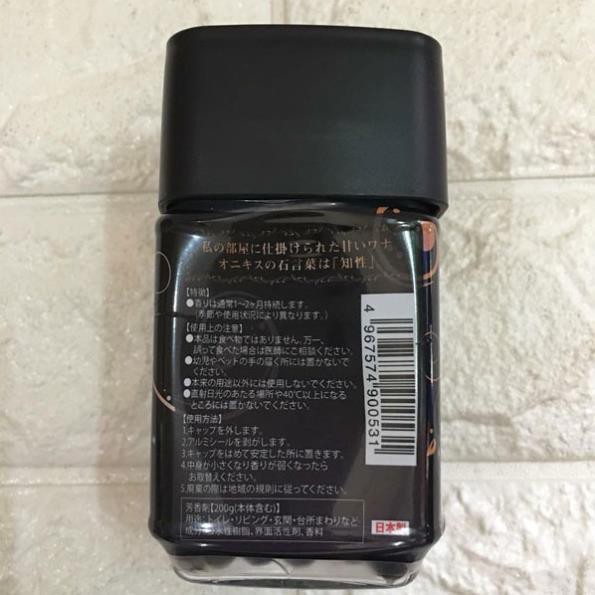 私の部屋に仕掛けられた甘いワナ
オニキスの石言葉は「知性」
【特徴】
●香りは通常1〜2ヶ月持続します。
(季節や使用状況により異なります。)
【使用上の注意】
●本品は食べ物ではありません。万一、
誤って食べた場合は医師にご相談ください。
●幼児やペットの手の届く所には置かないで
ください。
●本来の用途以外には使用しないでください。
●直射日光のあたる場所や40℃以上になる
ところには置かないでください。
【使用方法】
1.キャップを外します。
2.アルミシールを剥がします。
3.キャップをはめて安定した所に置きます。
4.中身が小さくなり香りが弱くなったら
お取替えください。
5.廃棄の際は地域の規則に従ってください。
芳香剤【200g(本体含む)】
用途:トイレ・リビング・玄関・台所まわりなど
成分:吸水性樹脂、界面活性剤、香料
日本製
4 967574 900531